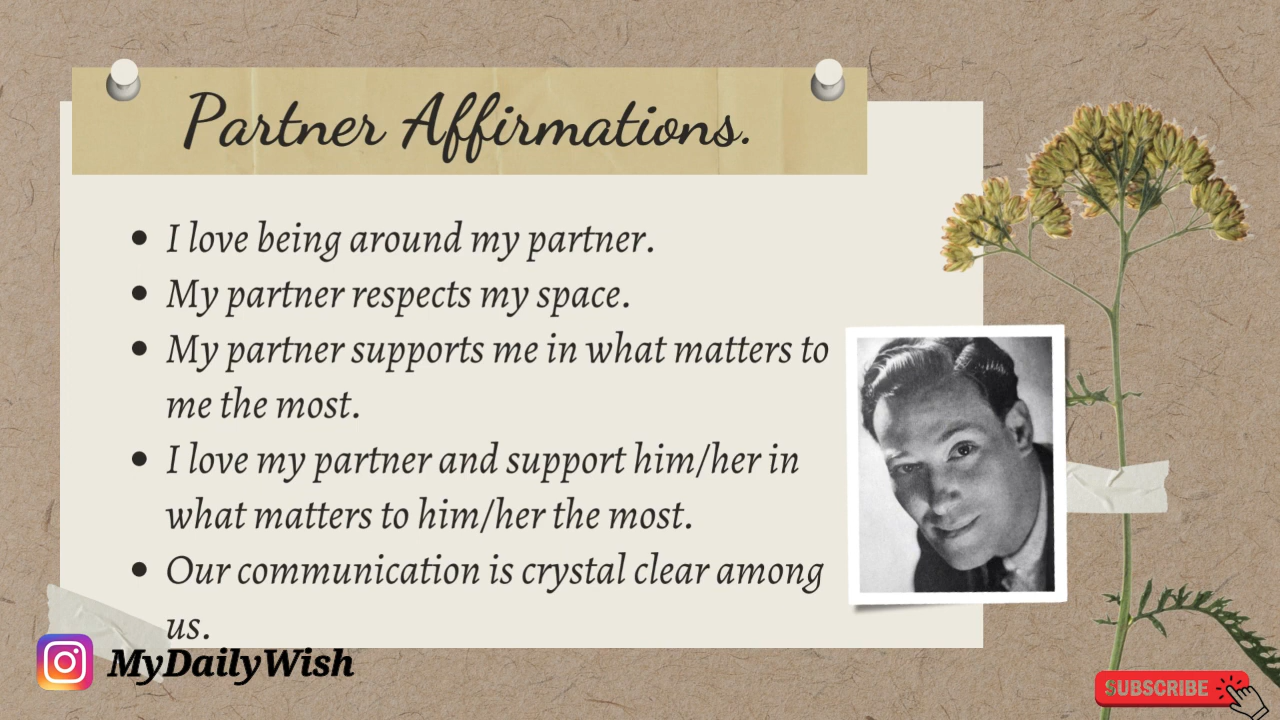 Partner Affirmations.
• I love being around my partner.
• My partner respects my space.
• My partner supports me in what matters to
me the most.
• I love my partner and support him/her in
what matters to him/her the most.
• Our communication is crystal clear among
us.
MyDailyWish
SUBSCRIBE